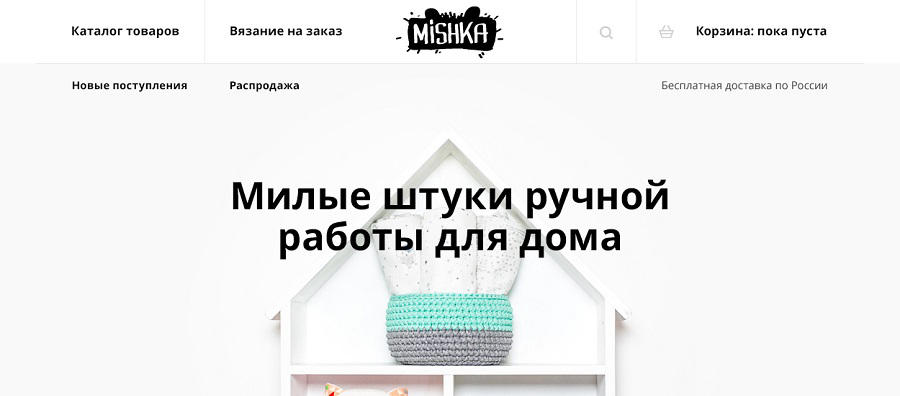 Каталог товаров
Вязание на заказ
MiSHKA
Корзина: пока пуста
Новые поступления
Распродажа
Бесплатная доставка по России
Милые штуки ручной
работы для дома